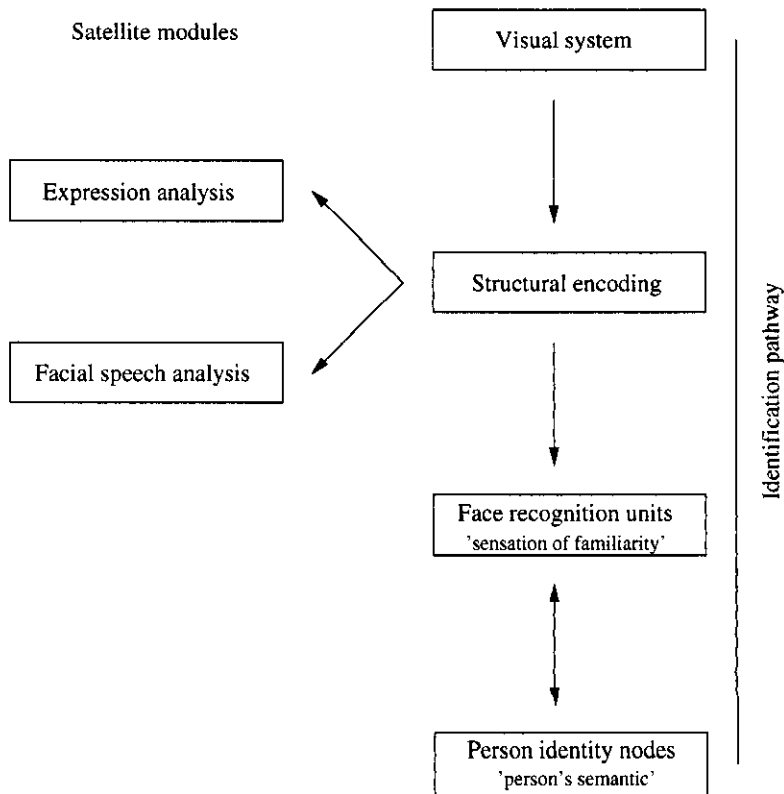 Satellite modules
Visual system
Expression analysis
Structural encoding
Facial speech analysis
Face recognition units
'sensation of familiarity'
Person identity nodes
'person's semantic'
Identification pathway